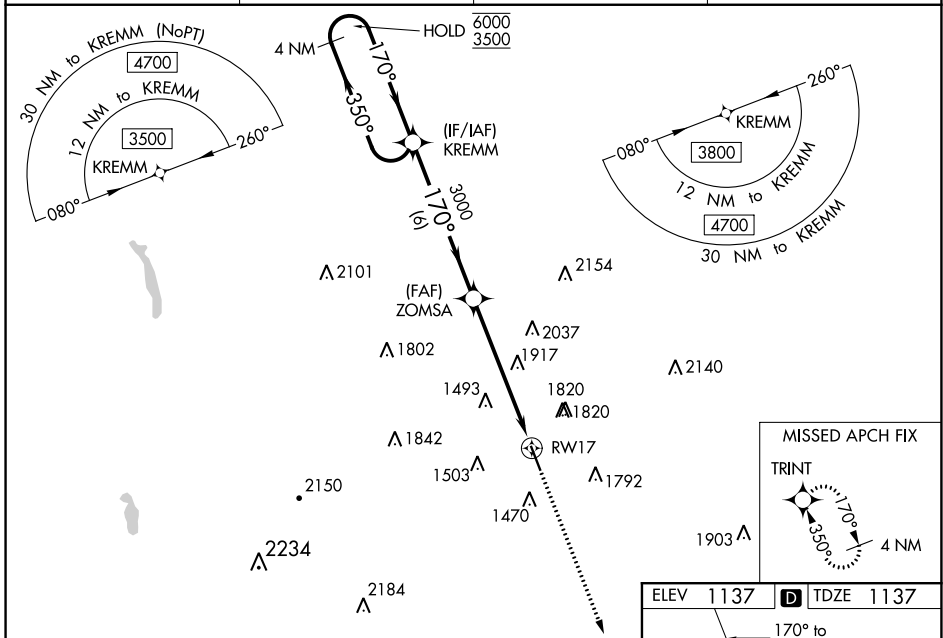 30 NM to KREMM (NoPT)
4700
12 NM to KREMM
3500
KREMM
260°
080°
HOLD 6000
3500
4 NM
170°
350°
(IF/IAF)
KREMM
3000
170°
(6)
260°
KREMM
080°
3800
12 NM to KREMM
4700
30 NM to KREMM
2101
(FAF)
ZOMSA
2154
2037
1802
1917
2140
1493
1820
1820
1842
RW17
1503
1792
2150
1470
1903
2234
2184
MISSED APCH FIX
TRINT
170°
350°
4 NM
ELEV 1137 D TDZE 1137
170° to